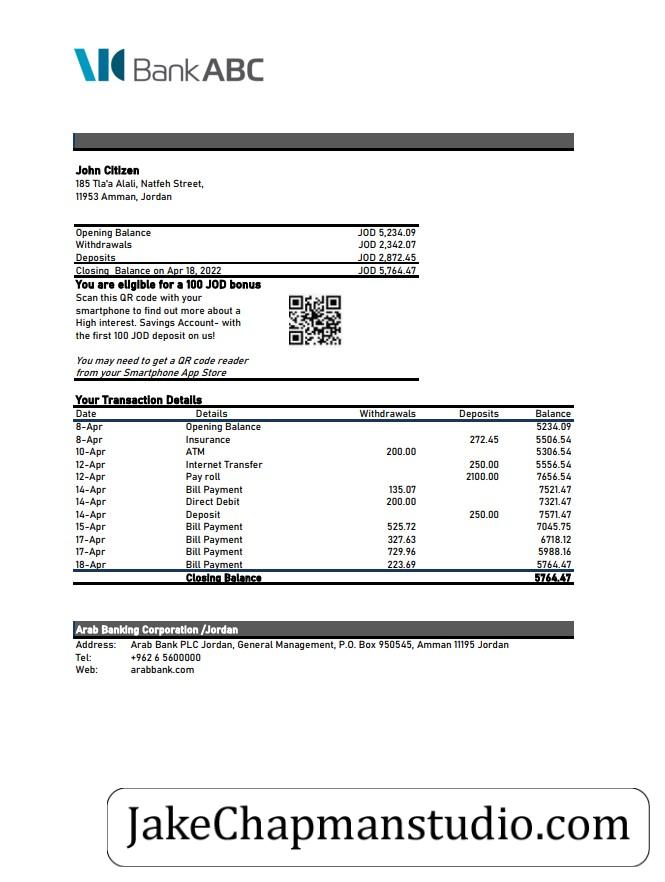 Bank ABC
John Citizen
185 Tla'a Alali, Natfeh Street,
11953 Amman, Jordan
Opening Balance JOD 5,234.09
Withdrawals JOD 2,342.07
Deposits JOD 2,872.45
Closing Balance on Apr 18, 2022 JOD 5,764.47
You are eligible for a 100 JOD bonus
Scan this QR code with your
smartphone to find out more about a
High interest. Savings Account- with
the first 100 JOD deposit on us!
You may need to get a QR code reader
from your Smartphone App Store
Your Transaction Details
Date Details Withdrawals Deposits Balance
8-Apr Opening Balance 5234.09
8-Apr Insurance 272.45 5506.54
10-Apr ATM 200.00 5306.54
12-Apr Internet Transfer 250.00 5556.54
12-Apr Pay roll 2100.00 7656.54
14-Apr Bill Payment 135.07 7521.47
14-Apr Direct Debit 200.00 7321.47
14-Apr Deposit 250.00 7571.47
15-Apr Bill Payment 525.72 7045.75
17-Apr Bill Payment 327.63 6718.12
17-Apr Bill Payment 729.96 5988.16
18-Apr Bill Payment 223.69 5764.47
Closing Balance 5764.47
Arab Banking Corporation /Jordan
Address: Arab Bank PLC Jordan, General Management, P.O. Box 950545, Amman 11195 Jordan
Tel: +962 6 5600000
Web: arabbank.com
JakeChapmanstudio.com